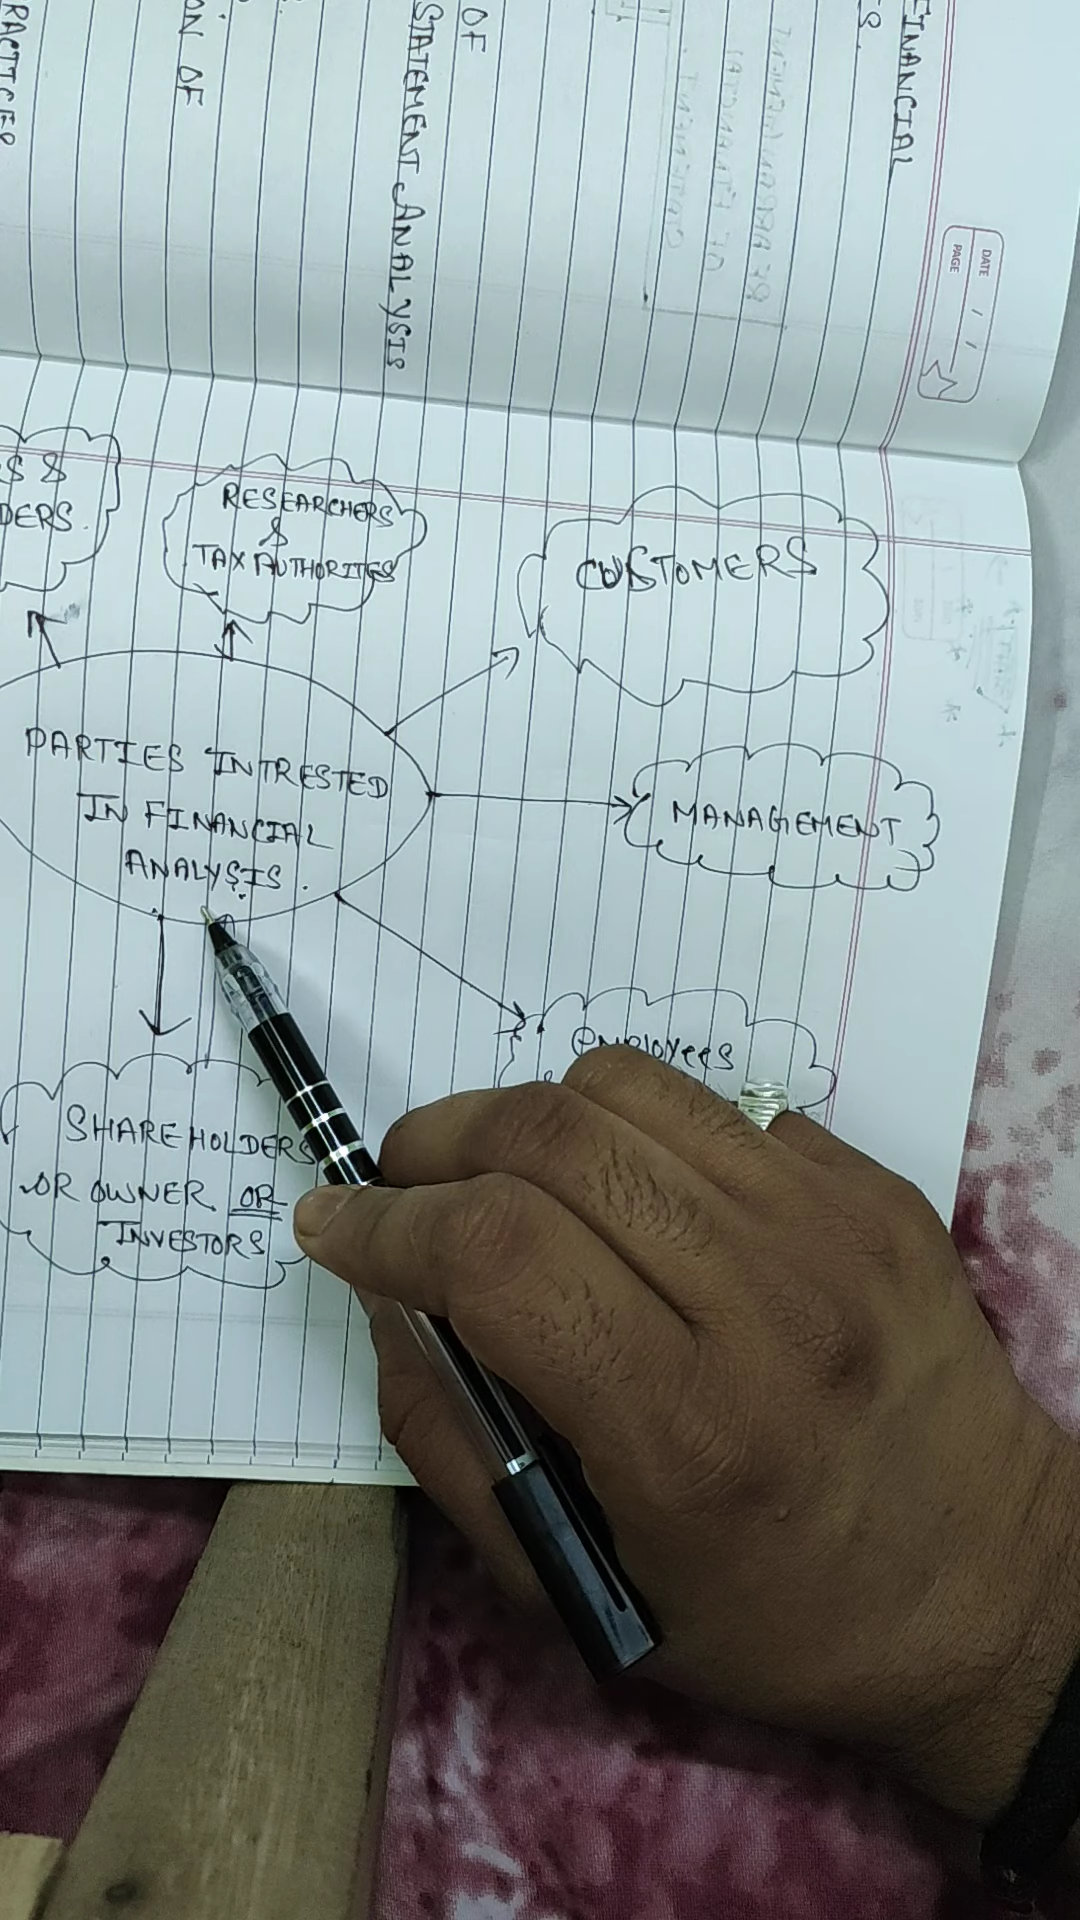 FINANCIAL
OF
STATEMENT ANALYSIS
ON OF
DATE / /
PAGE
S &
DERS.
RESEARCHERS
&
TAX AUTHORITES
CUSTOMERS
PARTIES INTRESTED
IN FINANCIAL
ANALYSIS.
MANAGEMENT
employees
&
SHAREHOLDERS
OR OWNER OR
INVESTORS